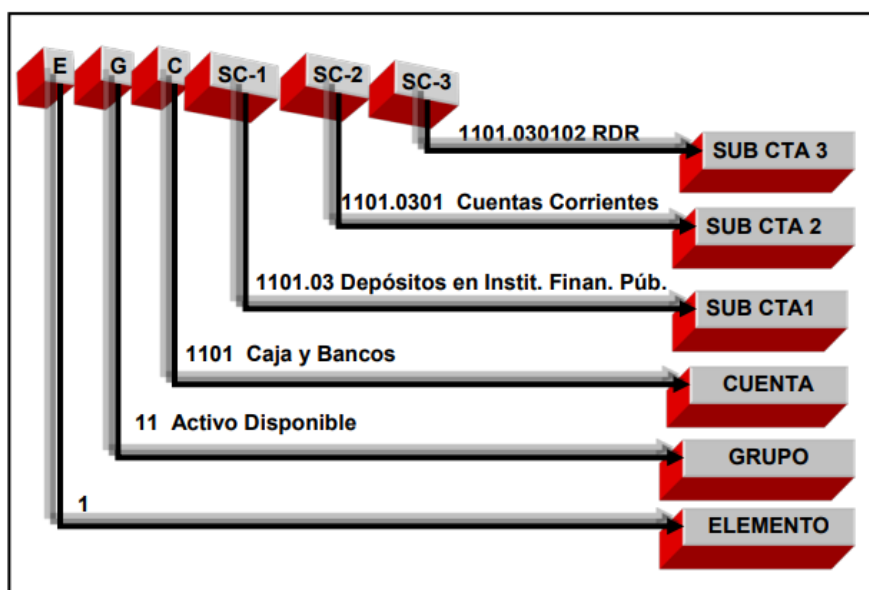 E G C SC-1 SC-2 SC-3
1101.030102 RDR
SUB CTA 3
1101.0301 Cuentas Corrientes
SUB CTA 2
1101.03 Depósitos en Instit. Finan. Púb.
SUB CTA1
1101 Caja y Bancos
CUENTA
11 Activo Disponible
GRUPO
1
ELEMENTO